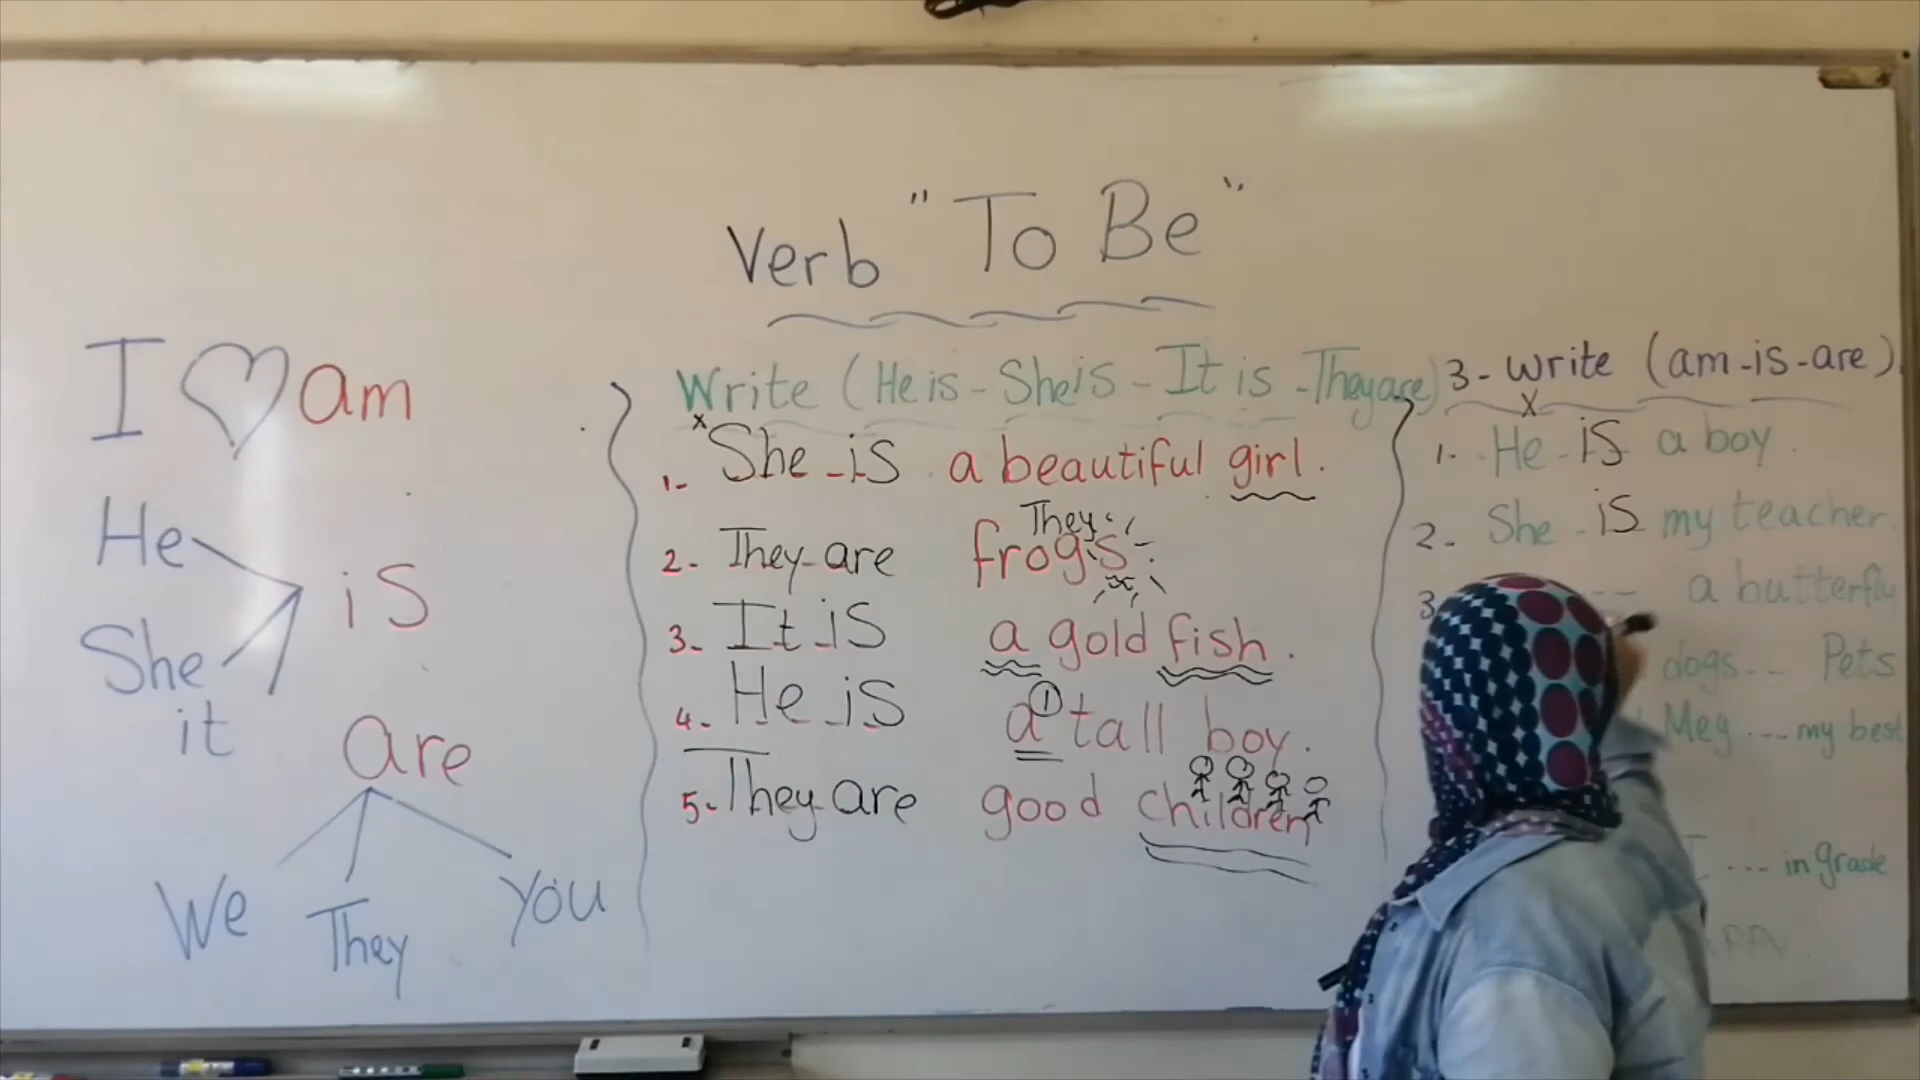 Verb "To Be"
I am
He
She
it
is
are
We They You
Write (He is - She is - It is - They are)
1- She is a beautiful girl.
They
2- They are frogs.
3- It is a gold fish.
4- He is a tall boy.
1
5- They are good children
3- write (am - is - are)
1- He is a boy.
2- She is my teacher.
3 a butterfly
dogs --- Pets
Meg --- my best
I --- in grade